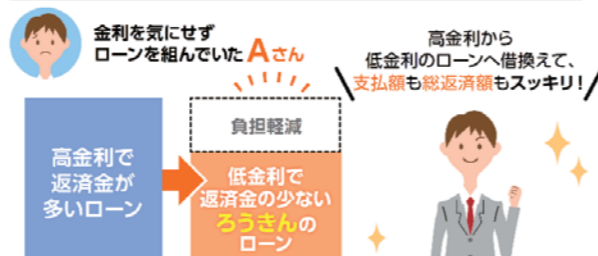 金利を気にせず
ローンを組んでいたAさん
高金利から
低金利のローンへ借換えて、
支払額も総返済額もスッキリ!
負担軽減
高金利で
返済金が
多いローン
低金利で
返済金の少ない
ろうきんの
ローン